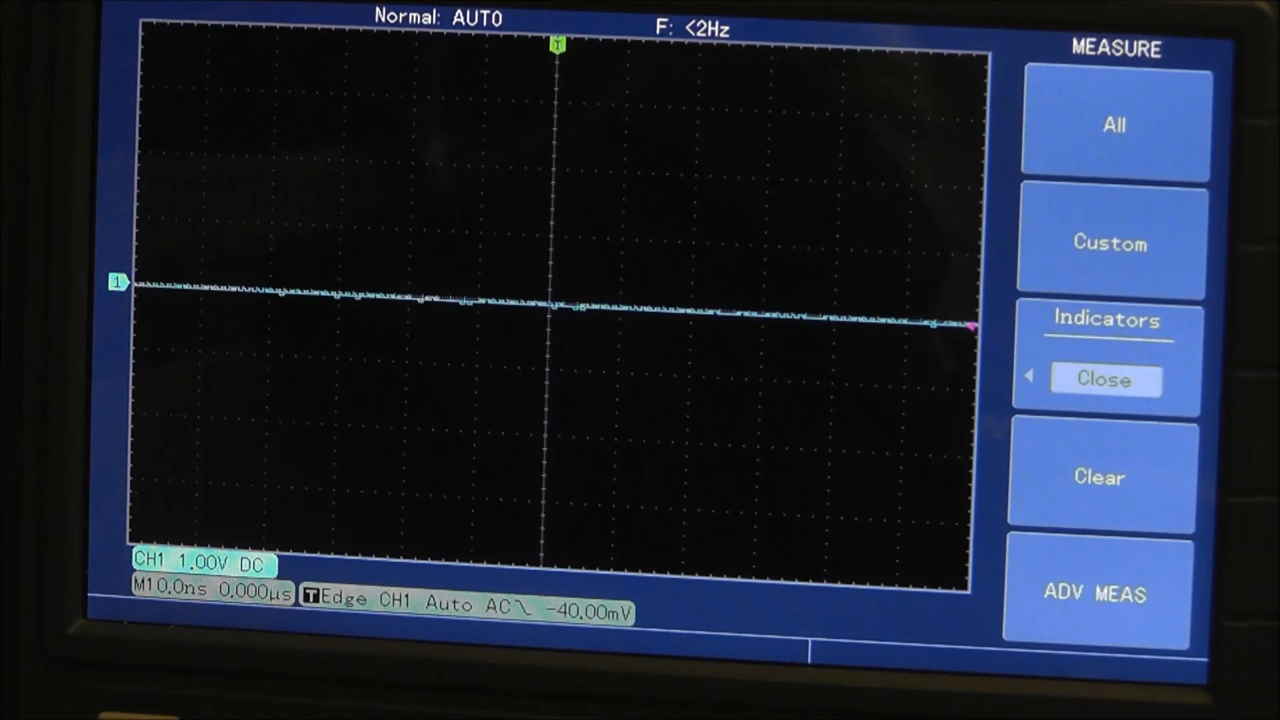 Normal: AUTO
F: <2Hz
MEASURE
All
Custom
Indicators
Close
Clear
ADV MEAS
T
1
CH1 1.00V DC
M10.0ns 0.000µs
T Edge CH1 Auto AC -40.00mV